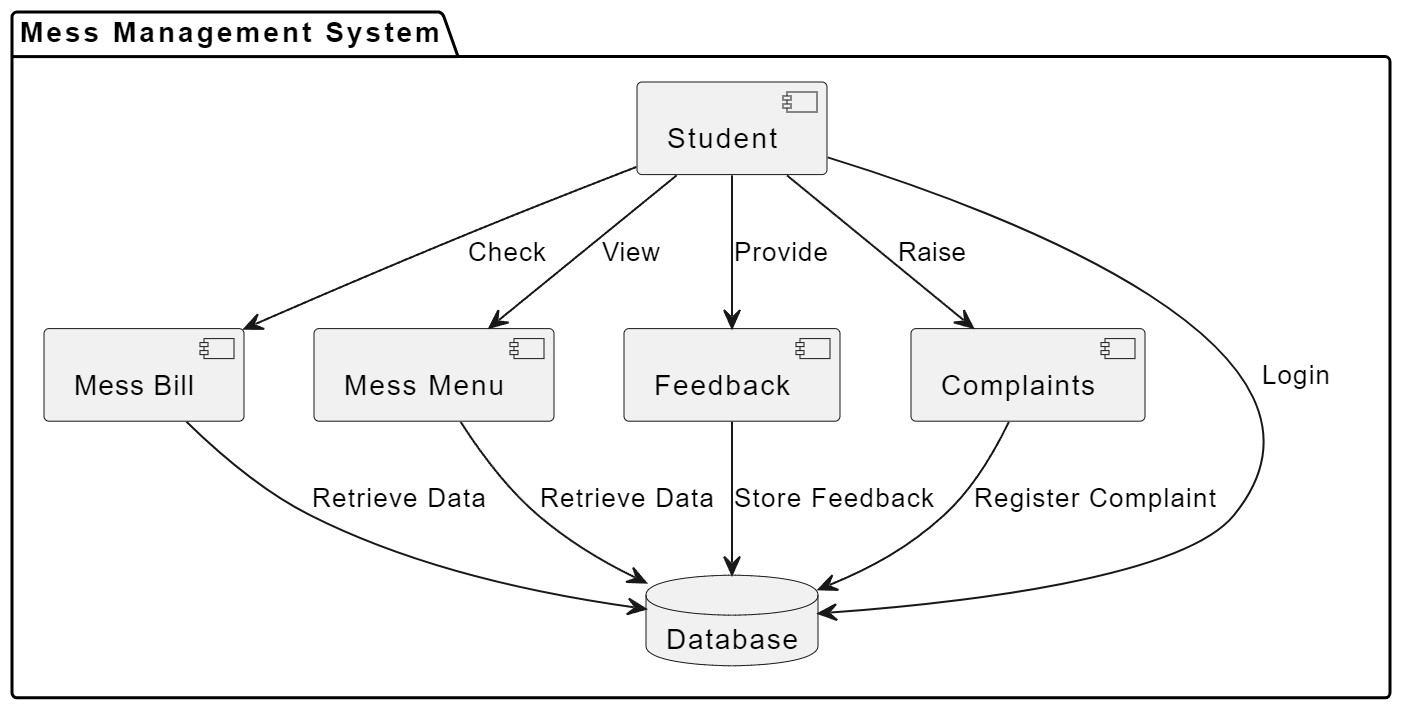 Mess Management System
Student
Check
View
Provide
Raise
Mess Bill
Mess Menu
Feedback
Complaints
Login
Retrieve Data
Retrieve Data
Store Feedback
Register Complaint
Database